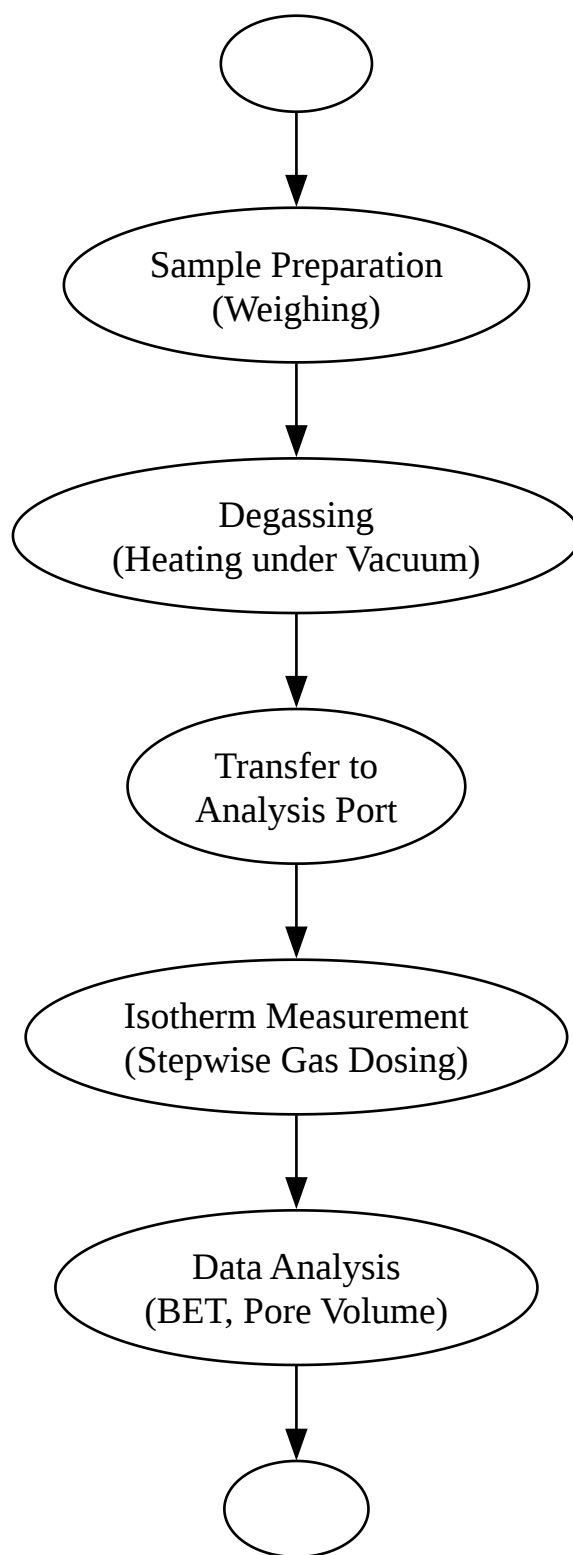 Sample Preparation
(Weighing)
Degassing
(Heating under Vacuum)
Transfer to
Analysis Port
Isotherm Measurement
(Stepwise Gas Dosing)
Data Analysis
(BET, Pore Volume)